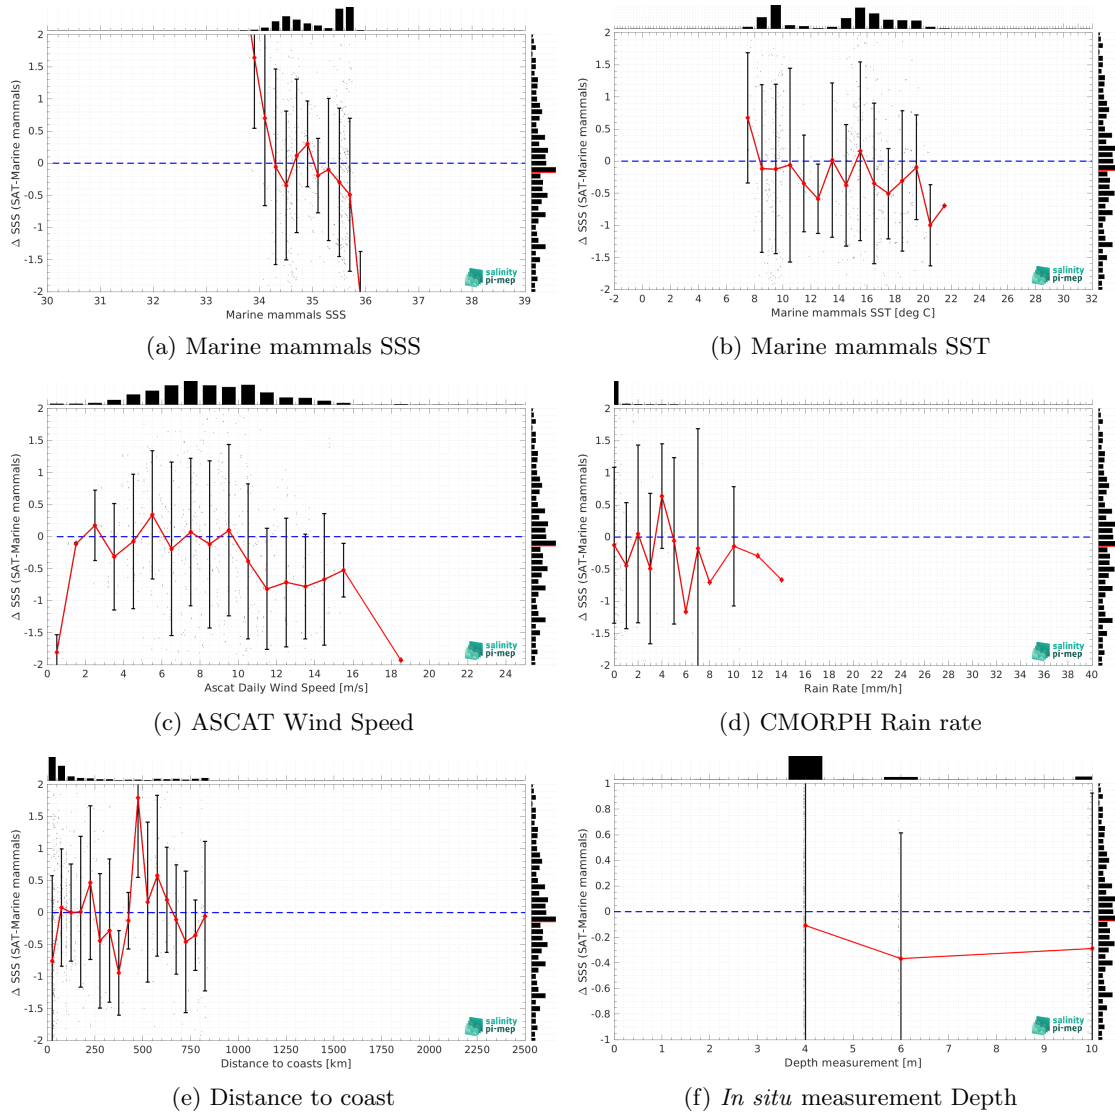 Δ SSS (SAT-Marine mammals)
2
1.5
1
0.5
0
-0.5
-1
-1.5
-2
30 31 32 33 34 35 36 37 38 39
Marine mammals SSS
salinity
pi-mep
(a) Marine mammals SSS
Δ SSS (SAT-Marine mammals)
2
1.5
1
0.5
0
-0.5
-1
-1.5
-2
-2 0 2 4 6 8 10 12 14 16 18 20 22 24 26 28 30 32
Marine mammals SST [deg C]
salinity
pi-mep
(b) Marine mammals SST
Δ SSS (SAT-Marine mammals)
2
1.5
1
0.5
0
-0.5
-1
-1.5
-2
0 2 4 6 8 10 12 14 16 18 20 22 24
Ascat Daily Wind Speed [m/s]
salinity
pi-mep
(c) ASCAT Wind Speed
Δ SSS (SAT-Marine mammals)
2
1.5
1
0.5
0
-0.5
-1
-1.5
-2
0 2 4 6 8 10 12 14 16 18 20 22 24 26 28 30 32 34 36 38 40
Rain Rate [mm/h]
salinity
pi-mep
(d) CMORPH Rain rate
Δ SSS (SAT-Marine mammals)
2
1.5
1
0.5
0
-0.5
-1
-1.5
-2
0 250 500 750 1000 1250 1500 1750 2000 2250 2500
Distance to coasts [km]
salinity
pi-mep
(e) Distance to coast
Δ SSS (SAT-Marine mammals)
1
0.8
0.6
0.4
0.2
0
-0.2
-0.4
-0.6
-0.8
-1
0 1 2 3 4 5 6 7 8 9 10
Depth measurement [m]
salinity
pi-mep
(f) In situ measurement Depth